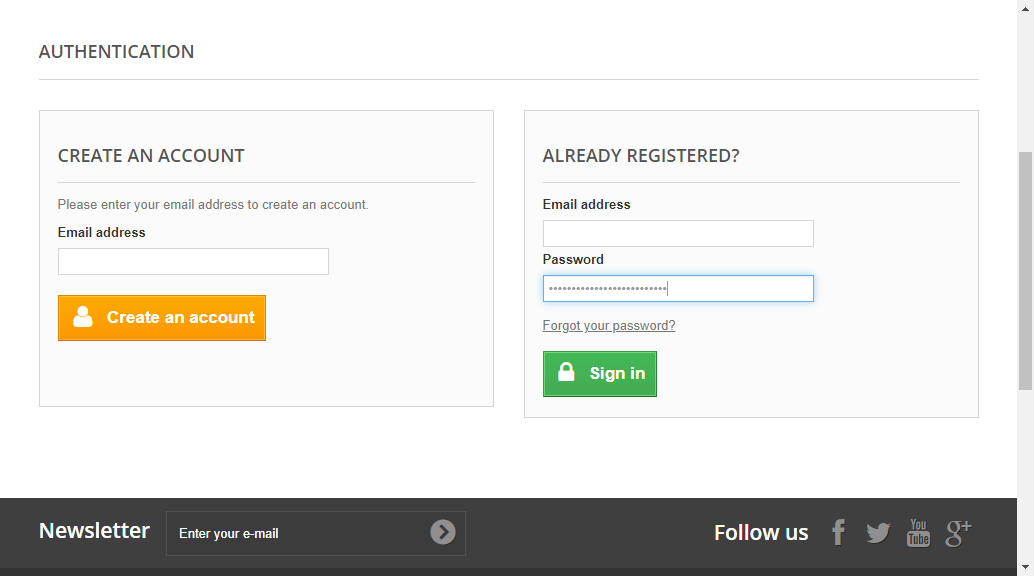 AUTHENTICATION
CREATE AN ACCOUNT
Please enter your email address to create an account.
Email address
Create an account
ALREADY REGISTERED?
Email address
Password
Forgot your password?
Sign in
Newsletter
Enter your e-mail
Follow us
You
Tube
g+